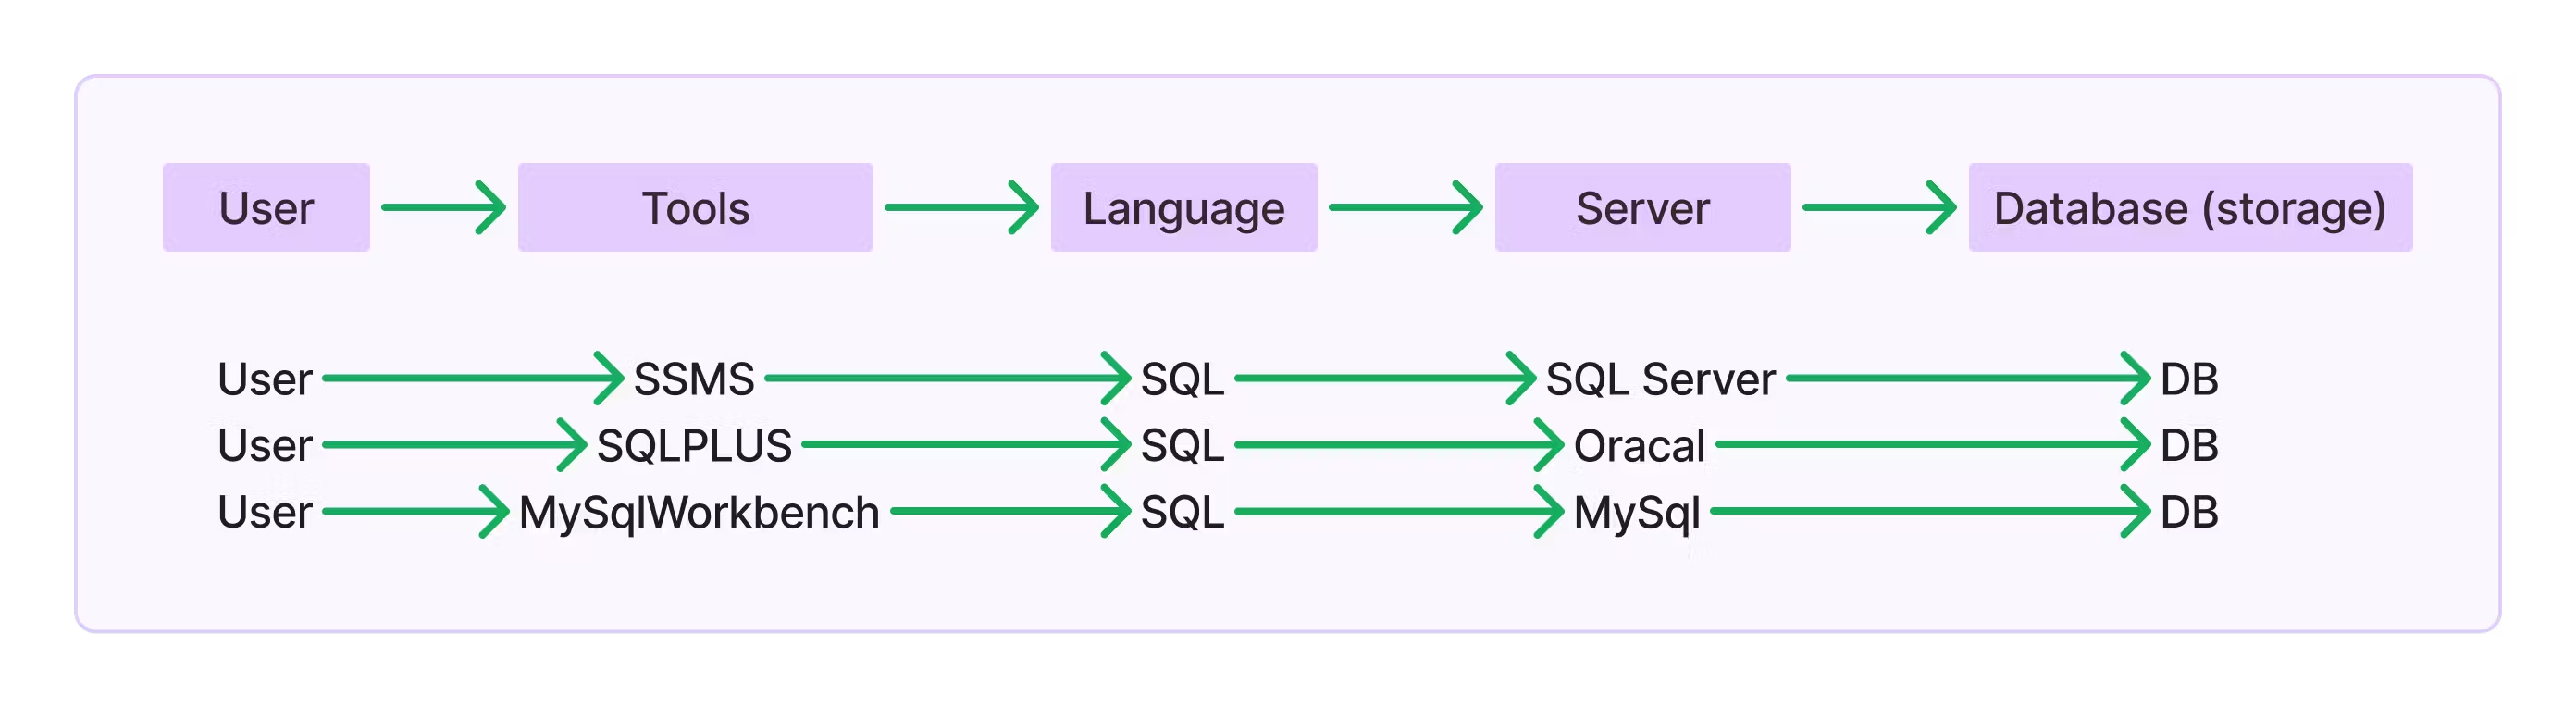 User Tools Language Server Database (storage)
User SSMS SQL SQL Server DB
User SQLPLUS SQL Oracal DB
User MySqlWorkbench SQL MySql DB